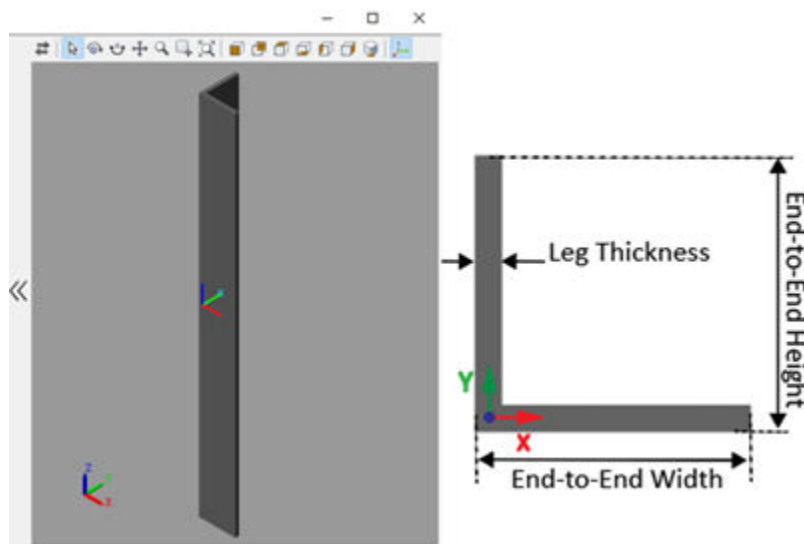 Z
Y
X
Leg Thickness
End-to-End Height
Y
X
End-to-End Width